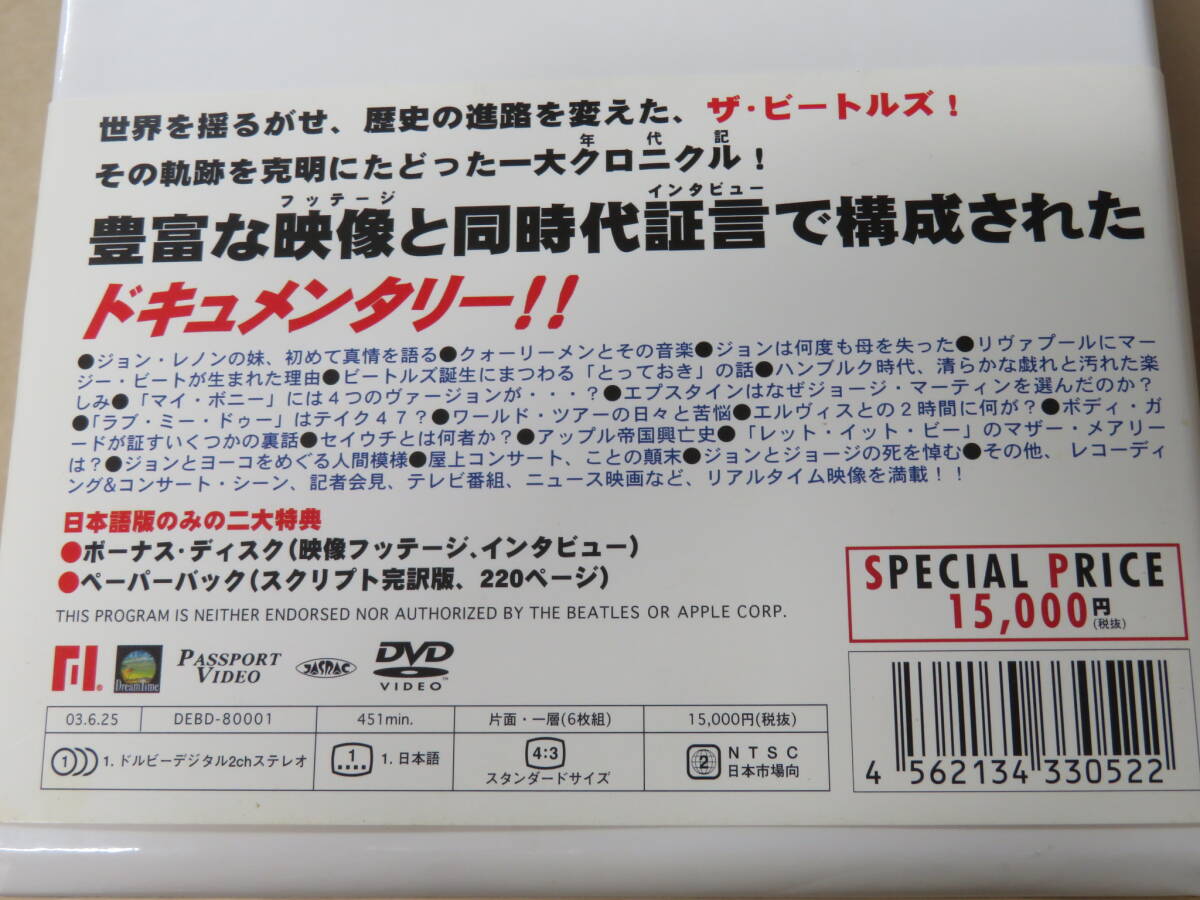 世界を揺るがせ、歴史の進路を変えた、ザ・ビートルズ！
年代記
その軌跡を克明にたどった一大クロニクル！
フッテージ インタビュー
豊富な映像と同時代証言で構成された
ドキュメンタリー!!
●ジョン・レノンの妹、初めて真情を語る●クォーリーメンとその音楽●ジョンは何度も母を失った●リヴァプールにマー
ジー・ビートが生まれた理由●ビートルズ誕生にまつわる「とっておき」の話●ハンブルク時代、清らかな戯れと汚れた楽
しみ●「マイ・ボニー」には４つのヴァージョンが・・・？●エプスタインはなぜジョージ・マーティンを選んだのか？
●「ラブ・ミー・ドゥー」はテイク４７？●ワールド・ツアーの日々と苦悩●エルヴィスとの２時間に何が？●ボディ・ガ
ードが証すいくつかの裏話●セイウチとは何者か？●アップル帝国興亡史●「レット・イット・ビー」のマザー・メアリー
は？●ジョンとヨーコをめぐる人間模様●屋上コンサート、ことの顛末●ジョンとジョージの死を悼む●その他、レコーディ
ング&コンサート・シーン、記者会見、テレビ番組、ニュース映画など、リアルタイム映像を満載！！
日本語版のみの二大特典
●ボーナス・ディスク（映像フッテージ、インタビュー）
●ペーパーバック（スクリプト完訳版、220ページ）
THIS PROGRAM IS NEITHER ENDORSED NOR AUTHORIZED BY THE BEATLES OR APPLE CORP.
SPECIAL PRICE
15,000円
(税抜)
DreamTime
PASSPORT
VIDEO
JASRAC
DVD
VIDEO
03.6.25 DEBD-80001 451min. 片面・一層(6枚組) 15,000円(税抜)
1 1. ドルビーデジタル2chステレオ 1.... 1. 日本語 4:3 スタンダードサイズ 2 NTSC 日本市場向
4 562134 330522